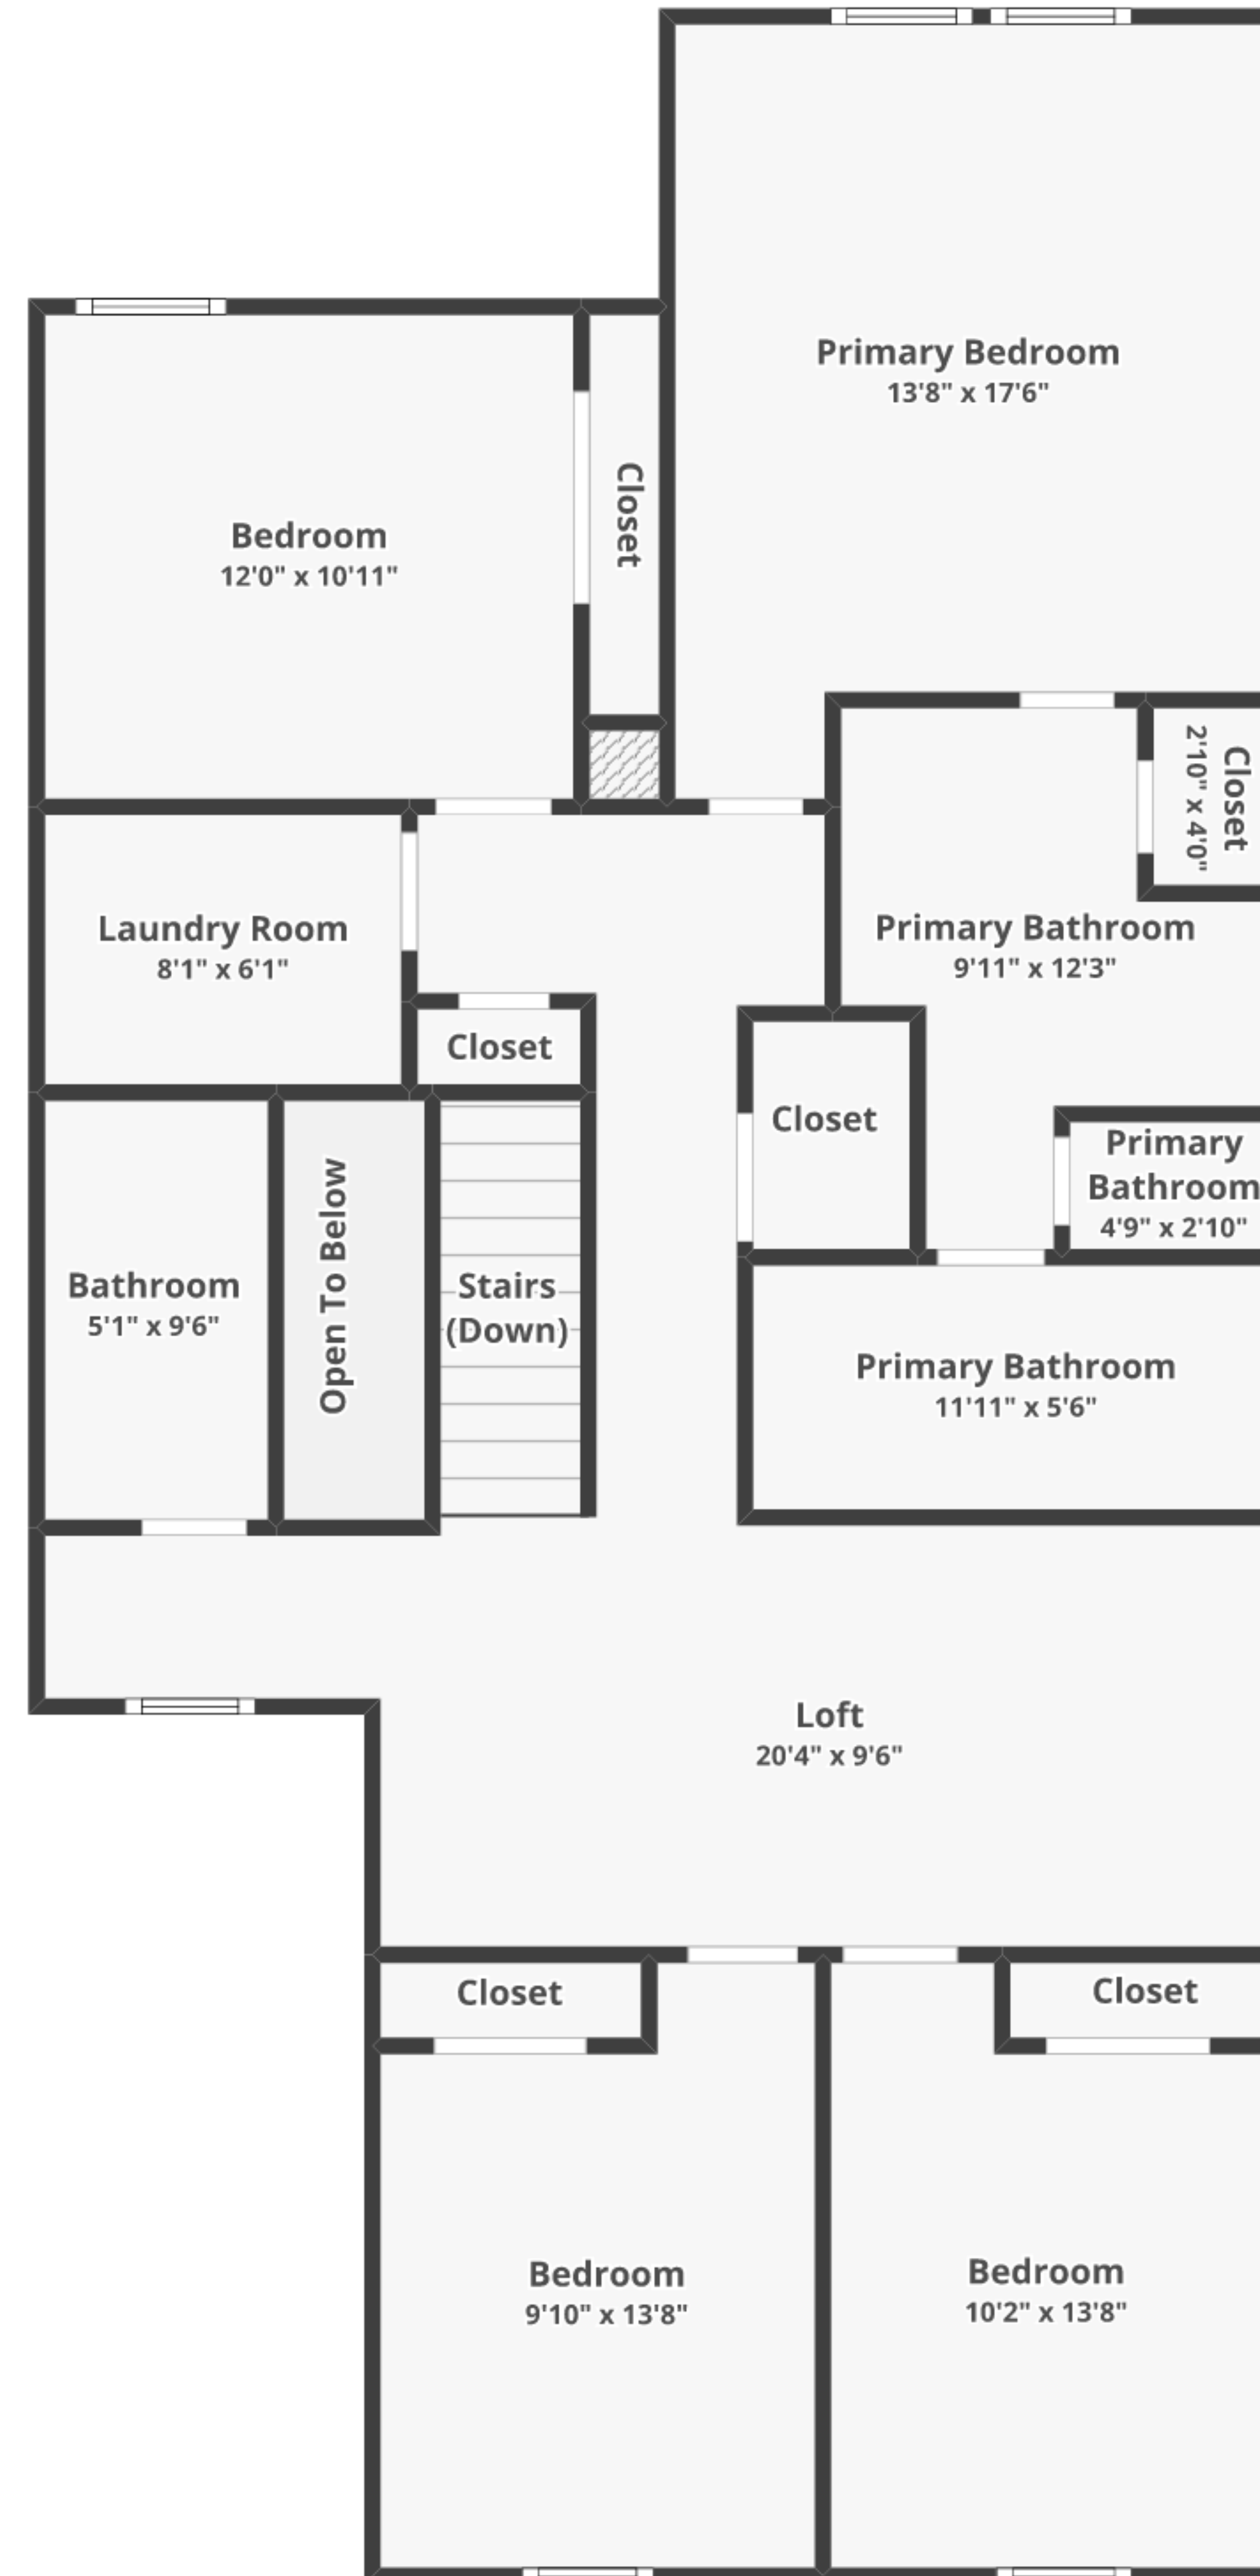 Primary Bedroom
13'8" x 17'6"
Closet
Bedroom
12'0" x 10'11"
Closet
2'10" x 4'0"
Laundry Room
8'1" x 6'1"
Primary Bathroom
9'11" x 12'3"
Closet
Closet
Primary
Bathroom
4'9" x 2'10"
Bathroom
5'1" x 9'6"
Open To Below
Stairs
(Down)
Primary Bathroom
11'11" x 5'6"
Loft
20'4" x 9'6"
Closet
Closet
Bedroom
9'10" x 13'8"
Bedroom
10'2" x 13'8"